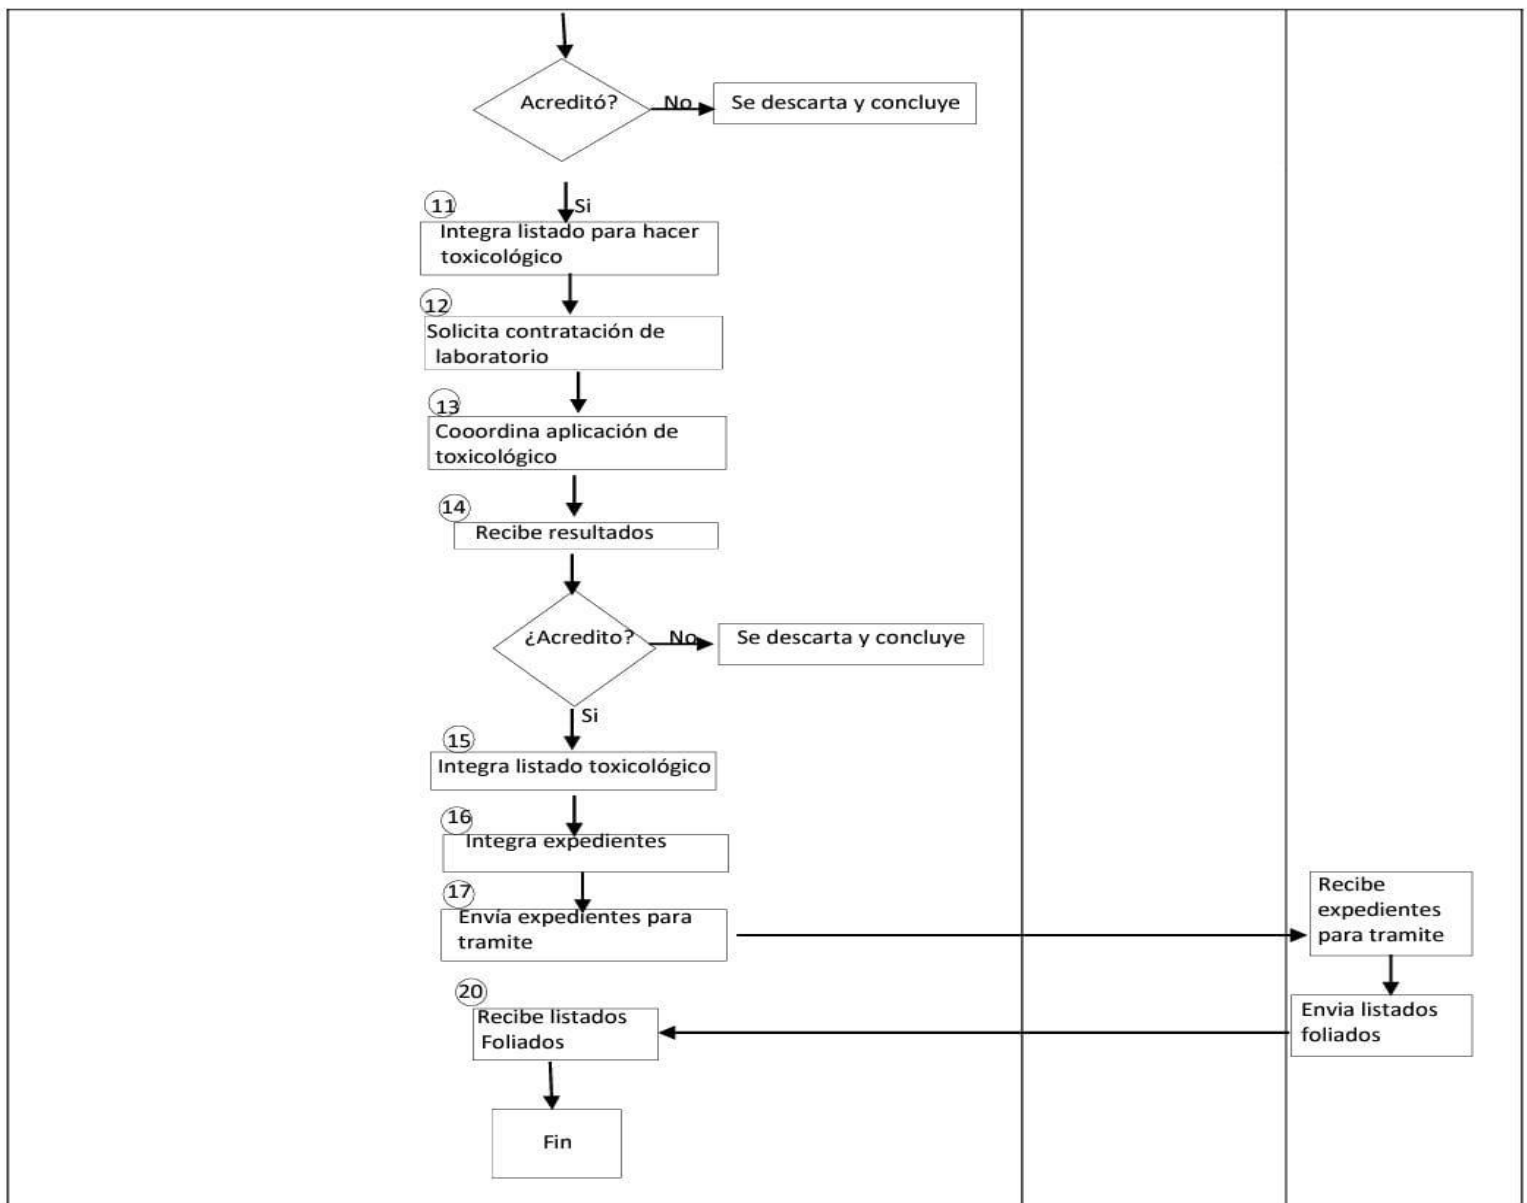 Acreditó?
No
Se descarta y concluye
Si
11
Integra listado para hacer
toxicológico
12
Solicita contratación de
laboratorio
13
Cooordina aplicación de
toxicológico
14
Recibe resultados
¿Acredito?
No
Se descarta y concluye
Si
15
Integra listado toxicológico
16
Integra expedientes
17
Envía expedientes para
tramite
Recibe
expedientes
para tramite
Envia listados
foliados
20
Recibe listados
Foliados
Fin